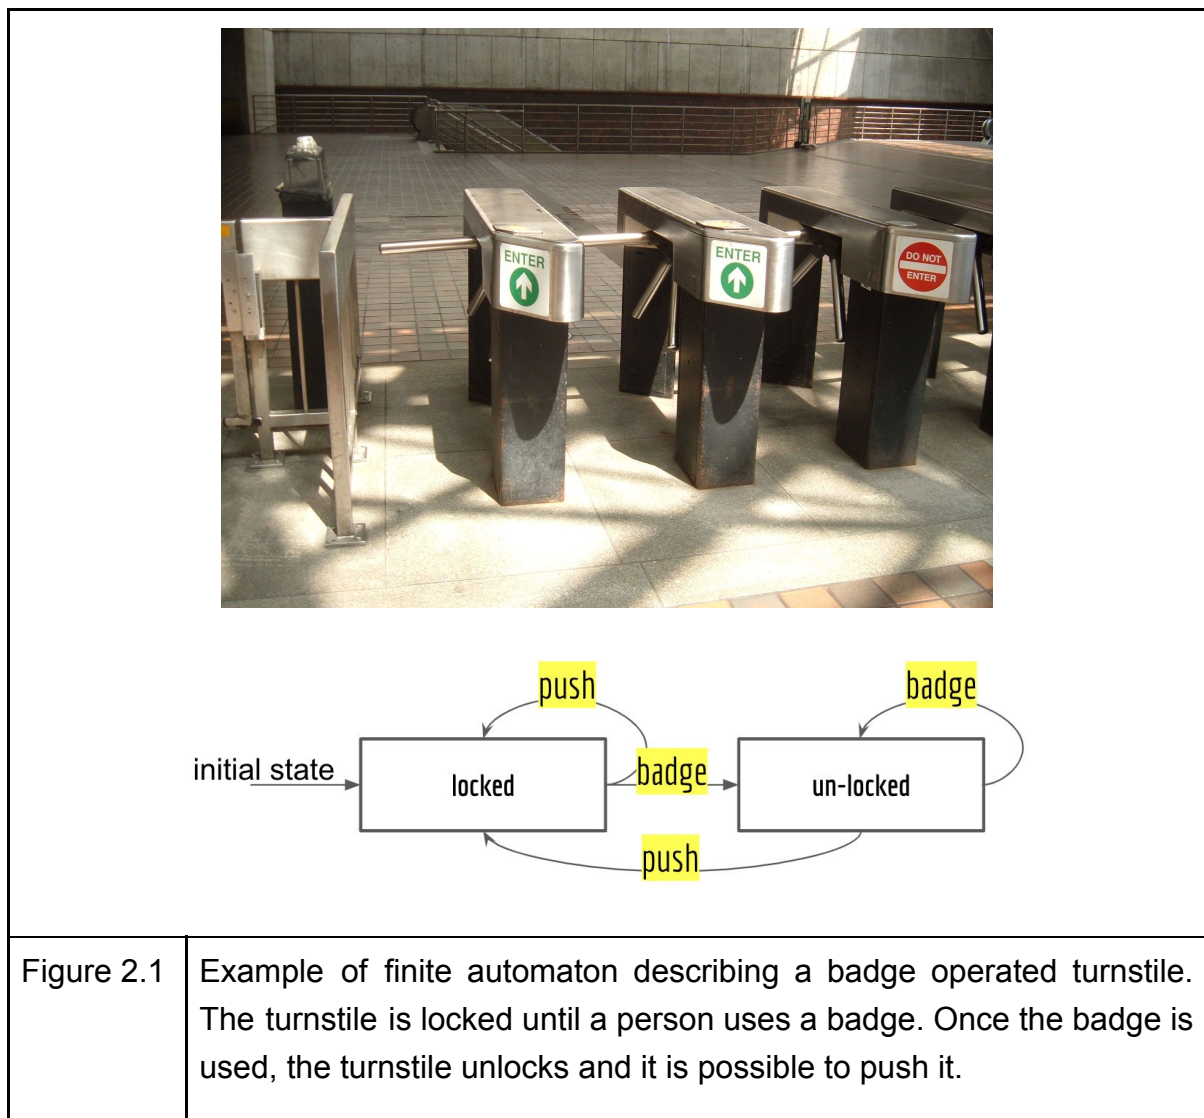 ENTER
ENTER
DO NOT
ENTER
push
badge
initial state
locked
badge
un-locked
push
Figure 2.1
Example of finite automaton describing a badge operated turnstile.
The turnstile is locked until a person uses a badge. Once the badge is
used, the turnstile unlocks and it is possible to push it.